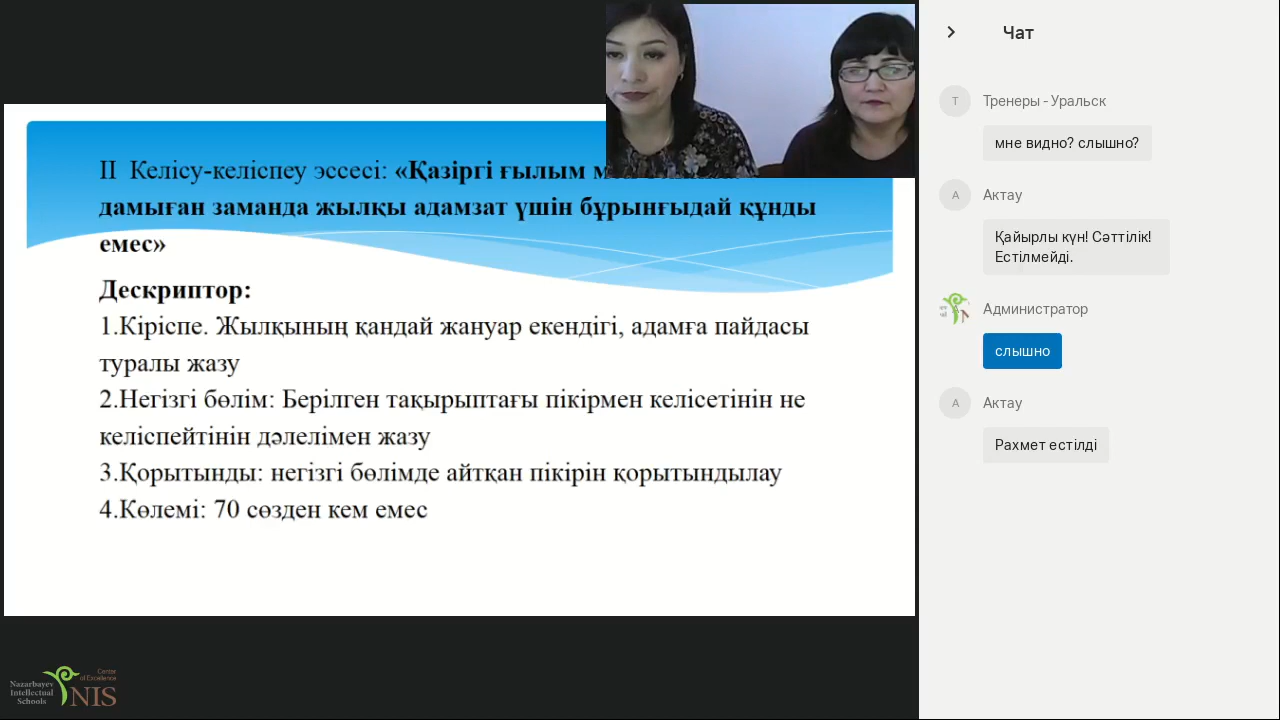 ІІ Келісу-келіспеу эссесі: «Қазіргі ғылым
дамыған заманда жылқы адамзат үшін бұрынғыдай құнды
емес»
Дескриптор:
1.Кіріспе. Жылқының қандай жануар екендігі, адамға пайдасы
туралы жазу
2.Негізгі бөлім: Берілген тақырыптағы пікірмен келісетінін не
келіспейтінін дәлелімен жазу
3.Қорытынды: негізгі бөлімде айтқан пікірін қорытындылау
4.Көлемі: 70 сөзден кем емес
Nazarbayev
Intellectual
Schools
Center
of Excellence
NIS
Чат
Т
Тренеры - Уральск
мне видно? слышно?
А
Актау
Қайырлы күн! Сәттілік!
Естілмейді.
Администратор
слышно
А
Актау
Рахмет естілді